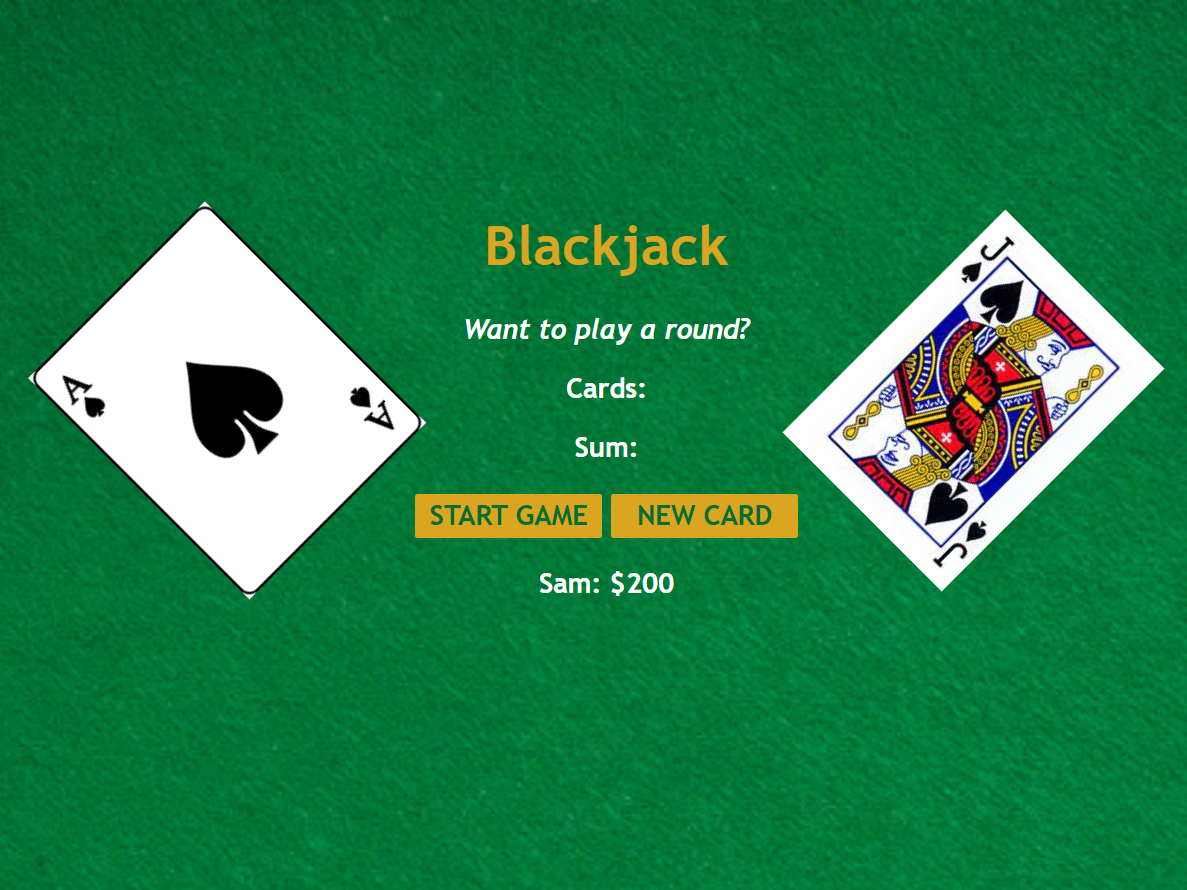 Blackjack
Want to play a round?
Cards:
Sum:
START GAME NEW CARD
Sam: $200
A
A
J
J